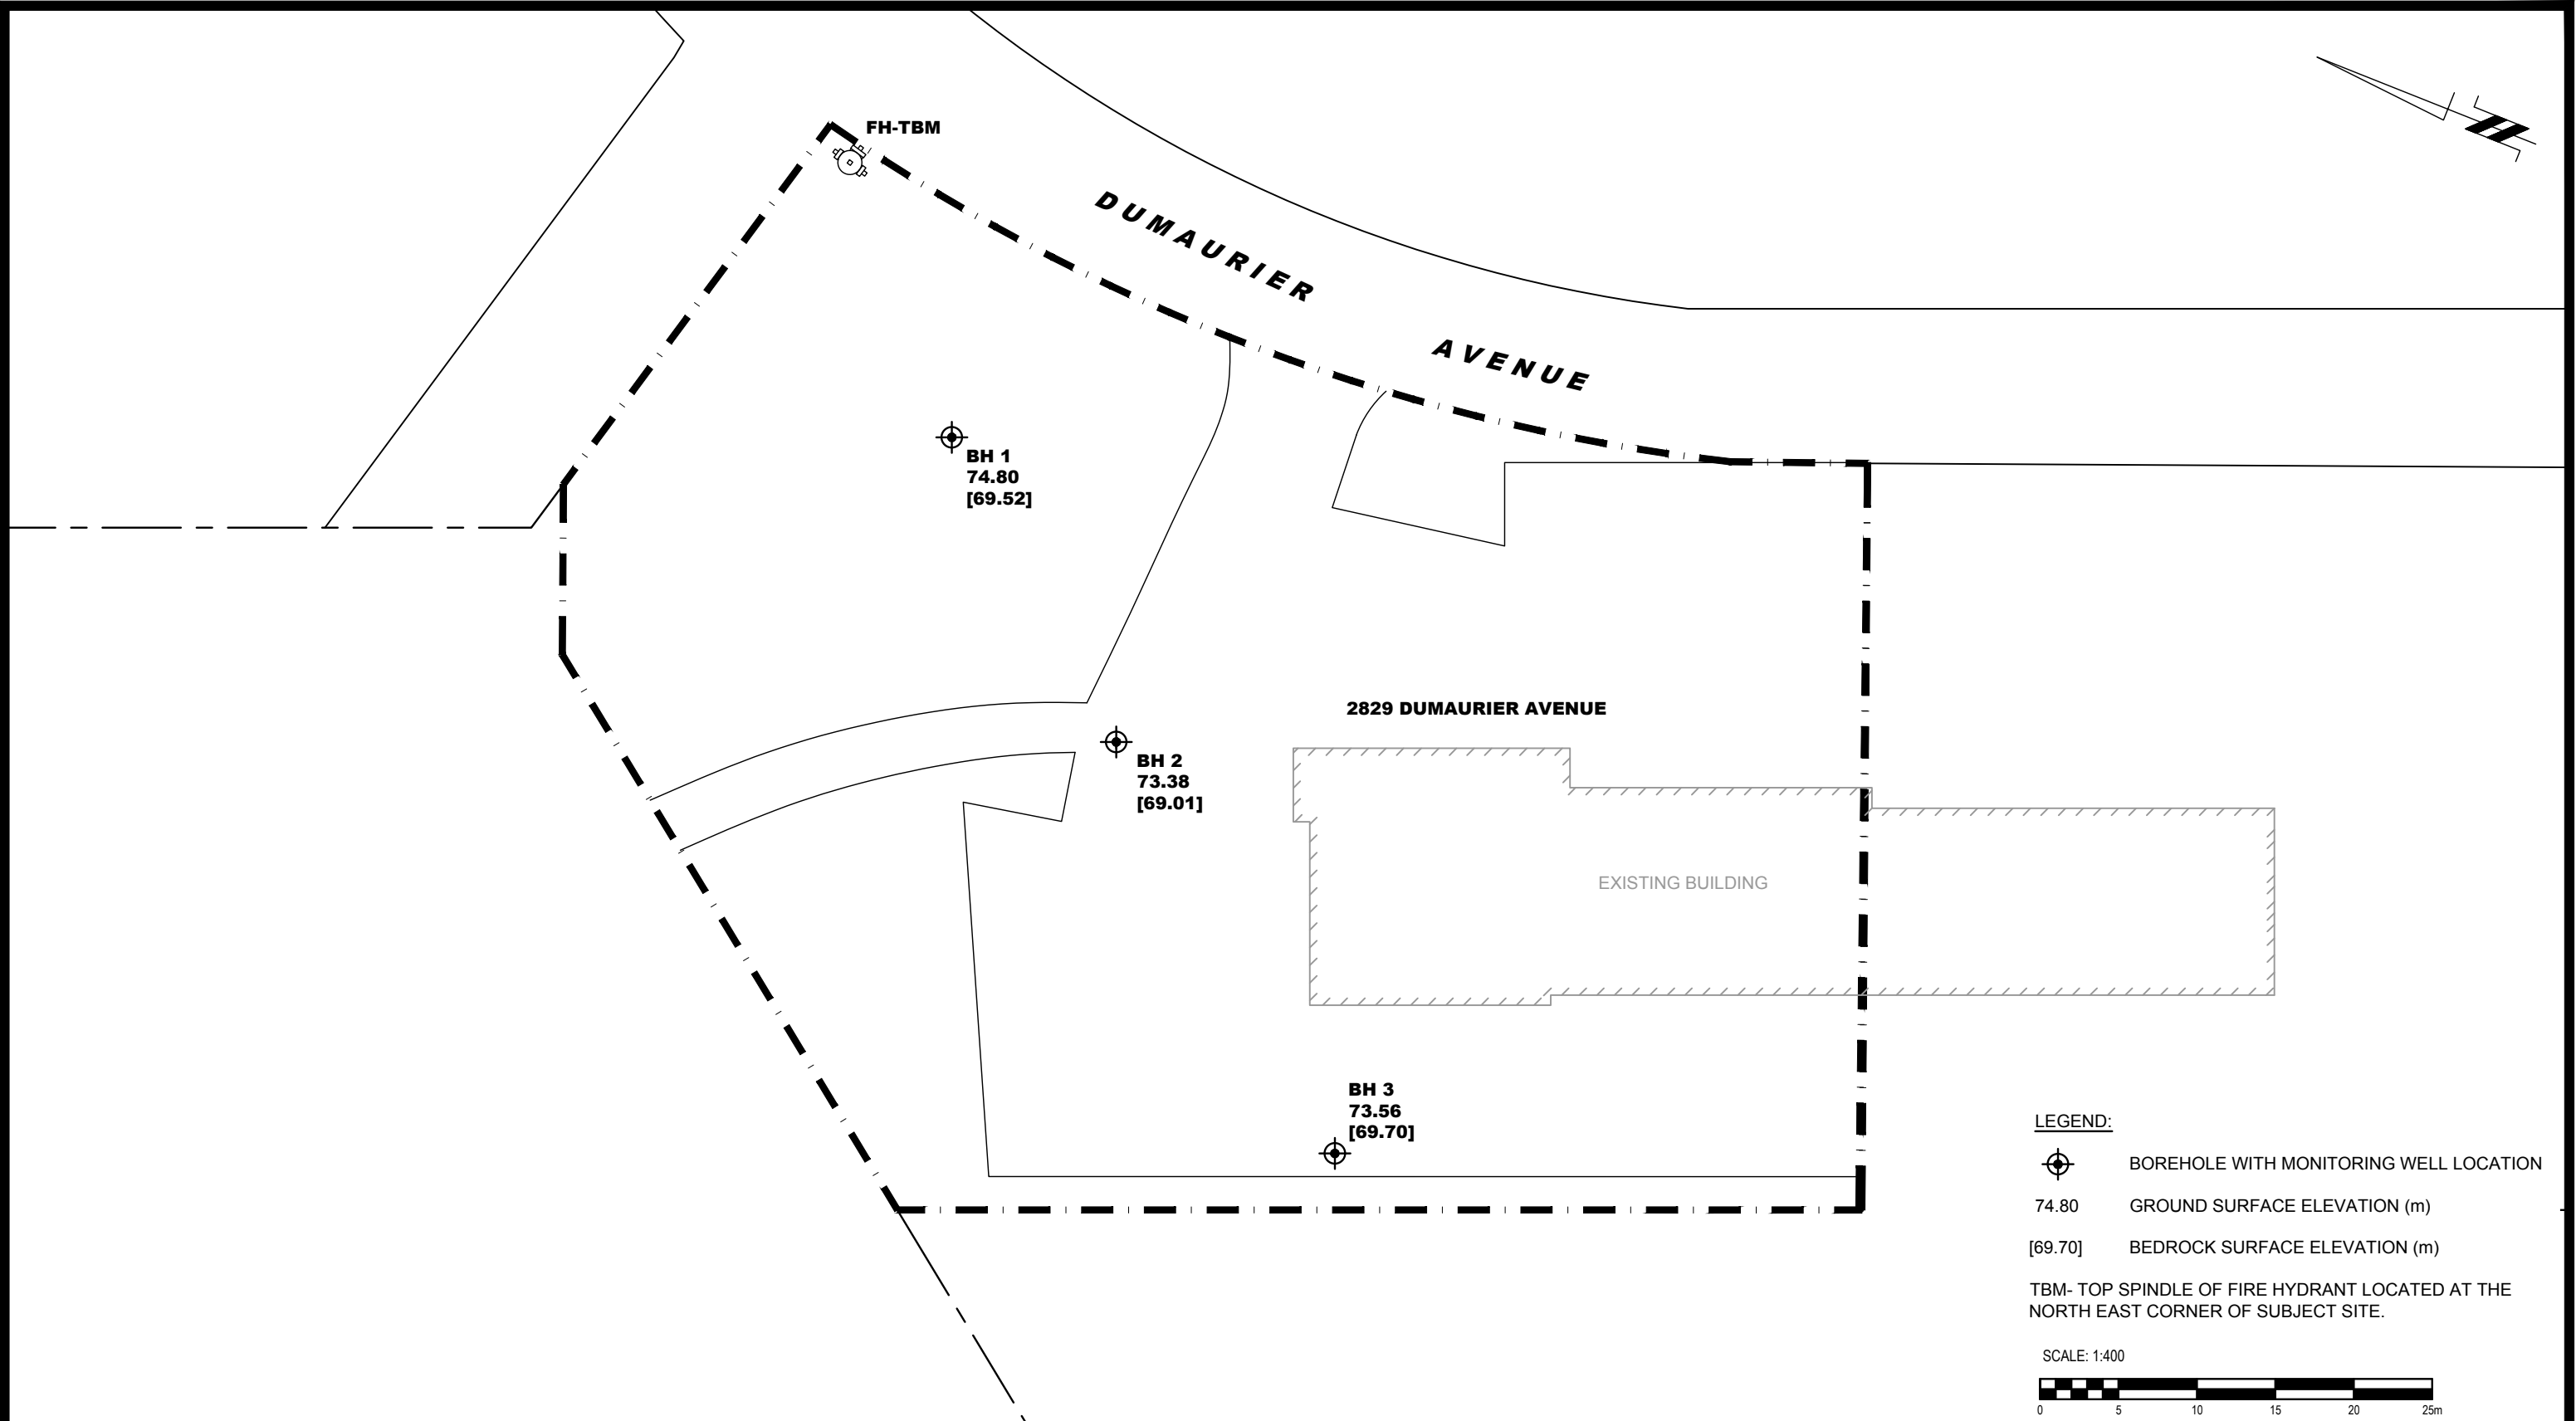 FH-TBM
DUMAURIER
AVENUE
BH 1
74.80
[69.52]
2829 DUMAURIER AVENUE
BH 2
73.38
[69.01]
EXISTING BUILDING
BH 3
73.56
[69.70]
LEGEND:
BOREHOLE WITH MONITORING WELL LOCATION
74.80 GROUND SURFACE ELEVATION (m)
[69.70] BEDROCK SURFACE ELEVATION (m)
TBM- TOP SPINDLE OF FIRE HYDRANT LOCATED AT THE
NORTH EAST CORNER OF SUBJECT SITE.
SCALE: 1:400
0 5 10 15 20 25m